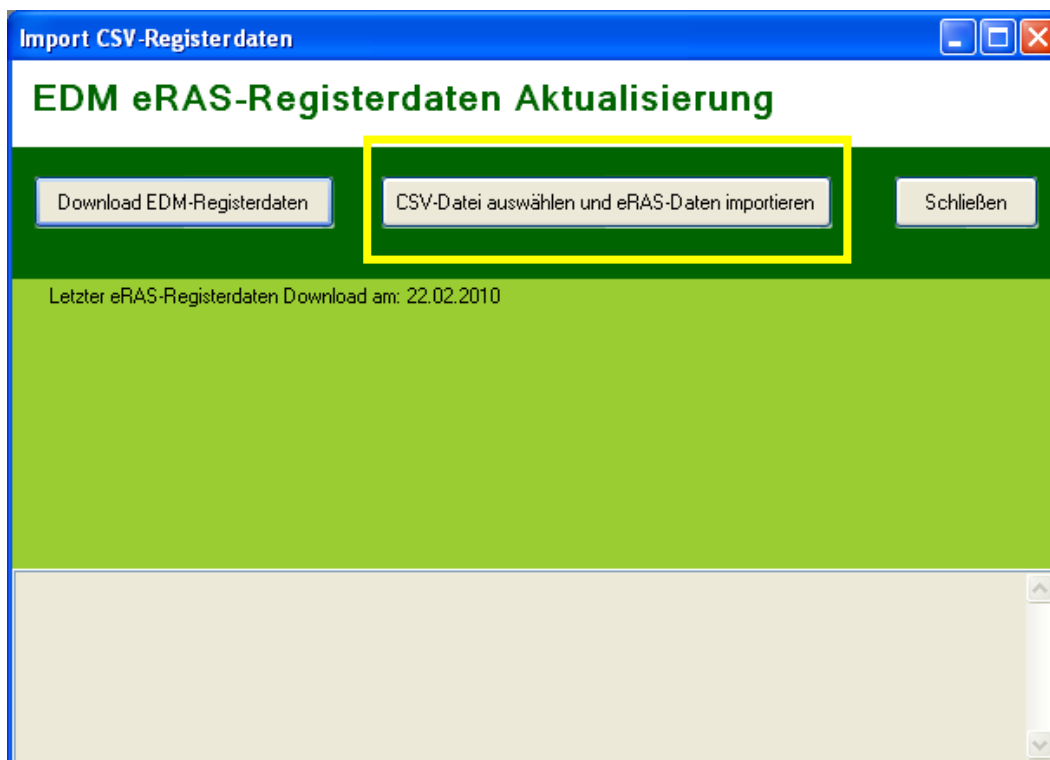 Import CSV-Registerdaten
EDM eRAS-Registerdaten Aktualisierung
Download EDM-Registerdaten
CSV-Datei auswählen und eRAS-Daten importieren
Schließen
Letzter eRAS-Registerdaten Download am: 22.02.2010